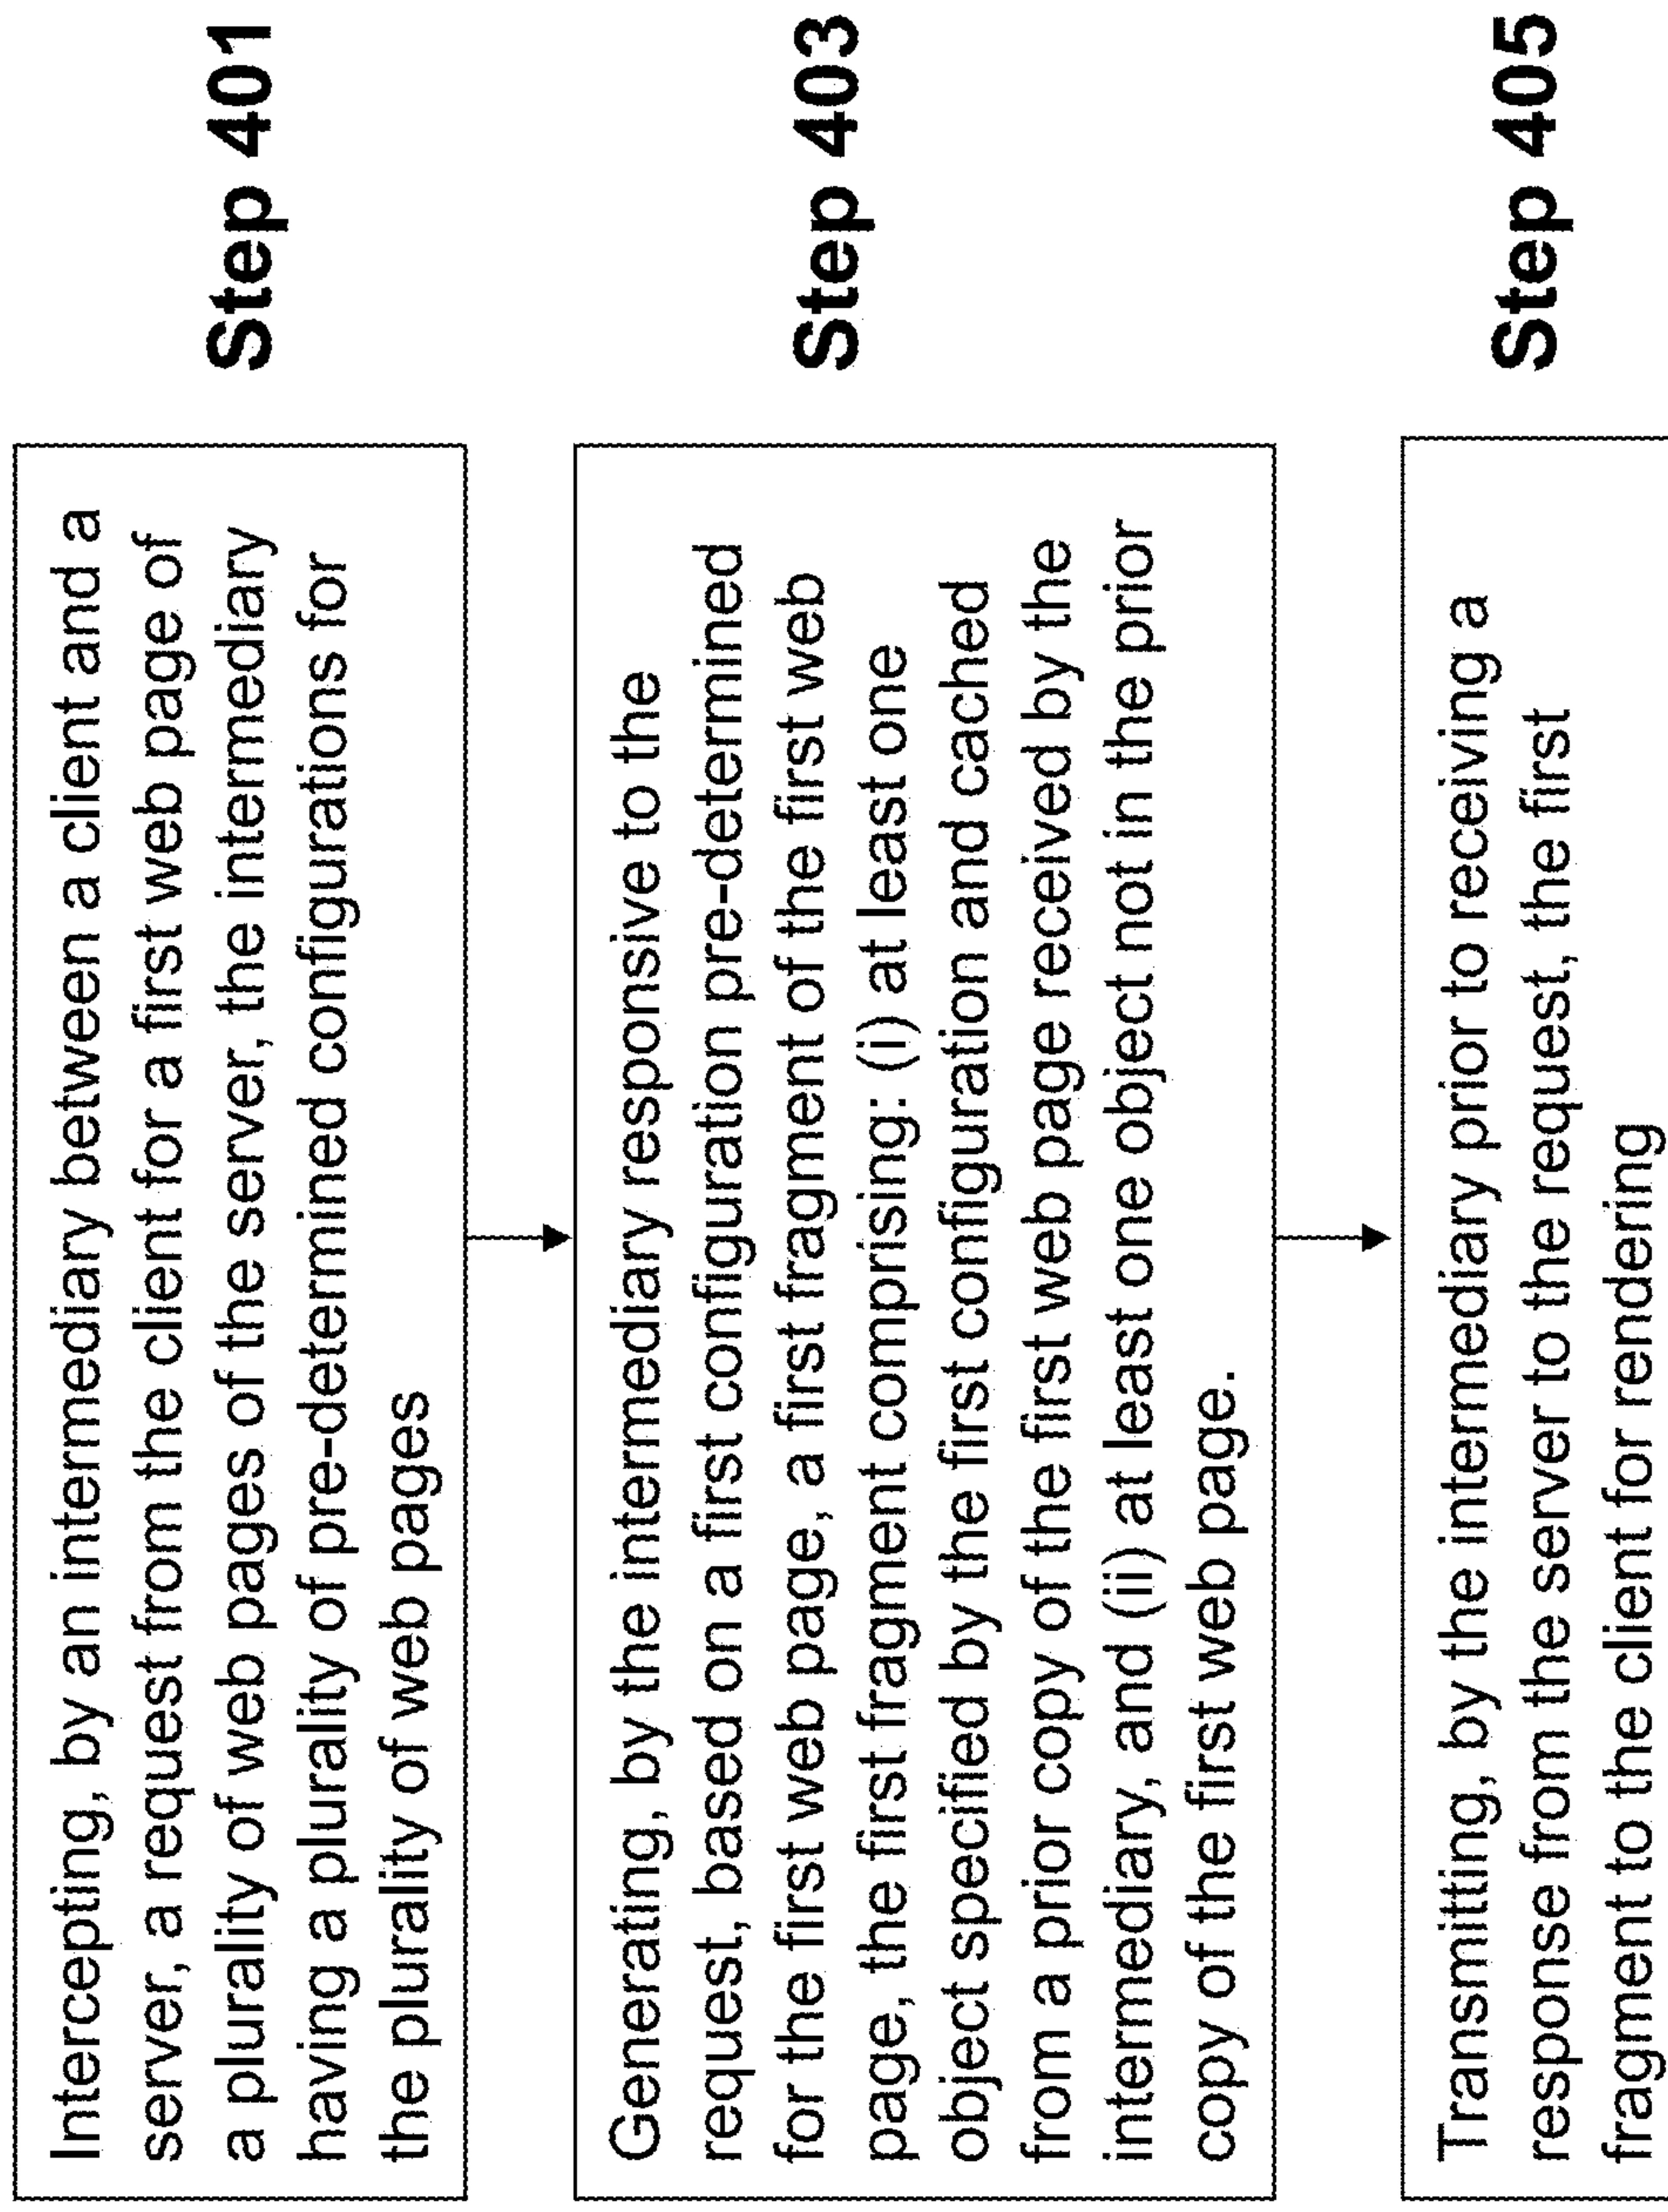 Intercepting, by an intermediary between a client and a
server, a request from the client for a first web page of
a plurality of web pages of the server, the intermediary
having a plurality of pre-determined configurations for
the plurality of web pages
Step 401
Generating, by the intermediary responsive to the
request, based on a first configuration pre-determined
for the first web page, a first fragment of the first web
page, the first fragment comprising: (i) at least one
object specified by the first configuration and cached
from a prior copy of the first web page received by the
intermediary, and (ii) at least one object not in the prior
copy of the first web page.
Step 403
Transmitting, by the intermediary prior to receiving a
response from the server to the request, the first
fragment to the client for rendering
Step 405